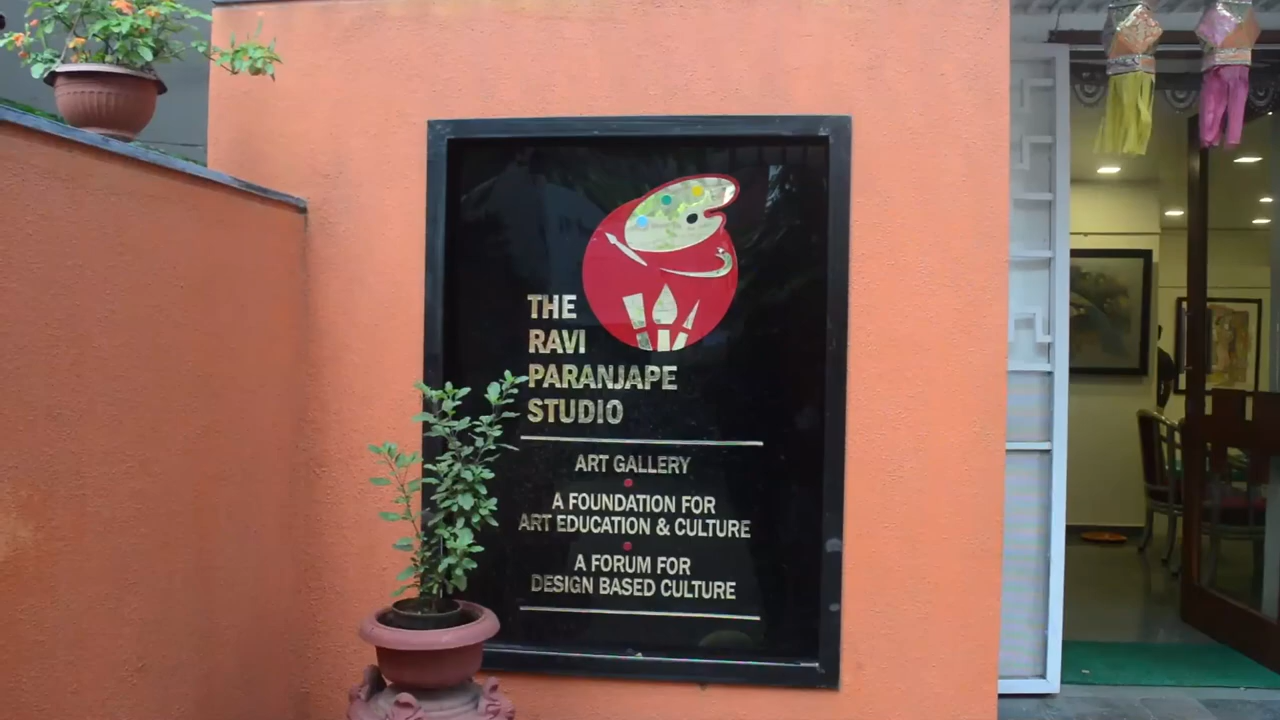 THE
RAVI
PARANJAPE
STUDIO
ART GALLERY
A FOUNDATION FOR
ART EDUCATION & CULTURE
A FORUM FOR
DESIGN BASED CULTURE